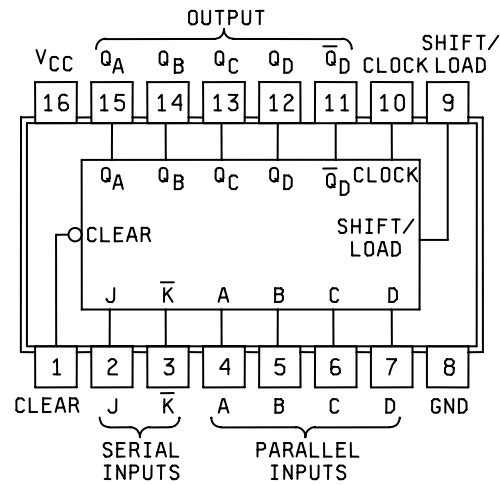 OUTPUT
VCC QA QB QC QD Q̅D CLOCK SHIFT/
LOAD
16 15 14 13 12 11 10 9
QA QB QC QD Q̅D CLOCK
CLEAR
SHIFT/
LOAD
J K̅ A B C D
1 2 3 4 5 6 7 8
CLEAR J K̅ A B C D GND
SERIAL
INPUTS
PARALLEL
INPUTS